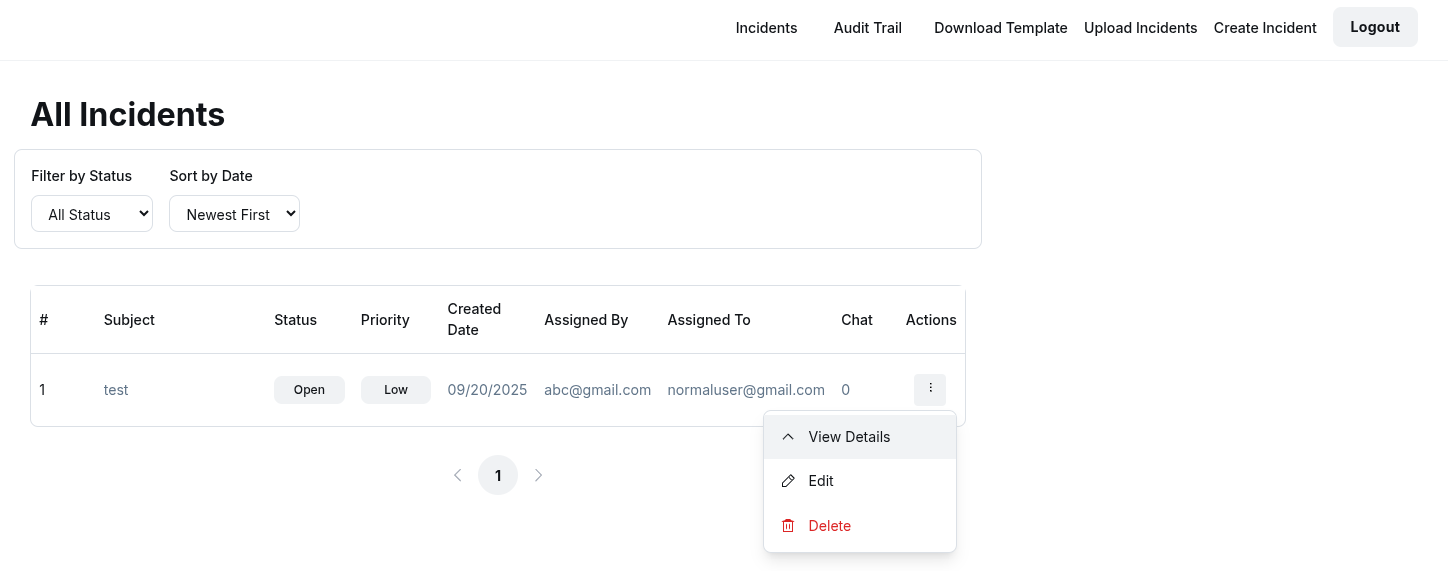 Incidents Audit Trail Download Template Upload Incidents Create Incident Logout
All Incidents
Filter by Status Sort by Date
All Status Newest First
# Subject Status Priority Created Date Assigned By Assigned To Chat Actions
1 test Open Low 09/20/2025 abc@gmail.com normaluser@gmail.com 0
View Details
1
Edit
Delete